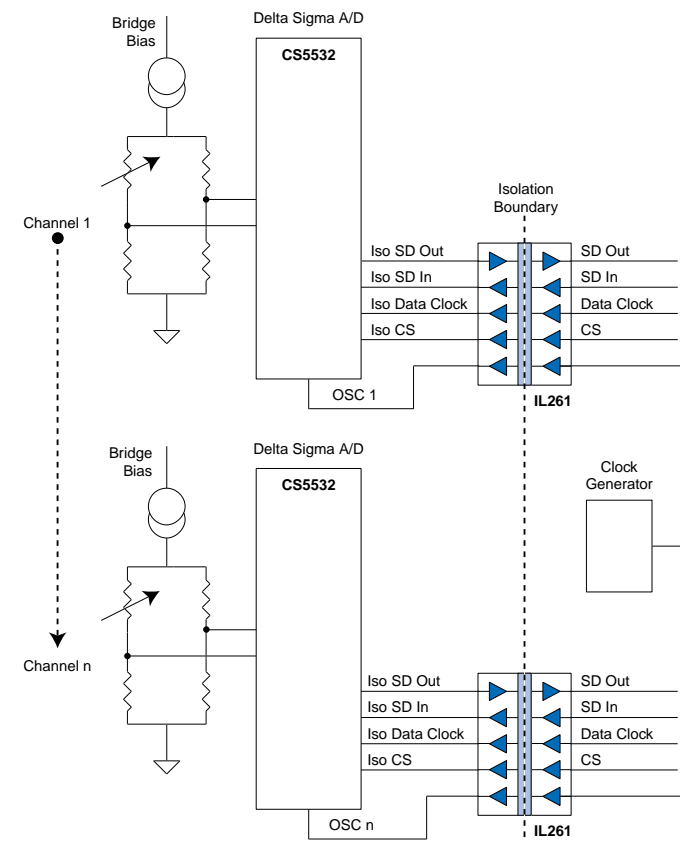 Bridge
Bias
Delta Sigma A/D
CS5532
Isolation
Boundary
Channel 1
Iso SD Out
SD Out
Iso SD In
SD In
Iso Data Clock
Data Clock
Iso CS
CS
OSC 1
IL261
Bridge
Bias
Delta Sigma A/D
CS5532
Clock
Generator
Channel n
Iso SD Out
SD Out
Iso SD In
SD In
Iso Data Clock
Data Clock
Iso CS
CS
OSC n
IL261